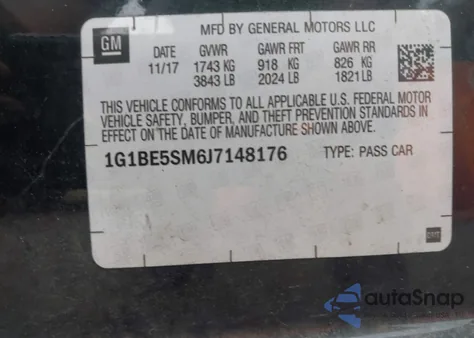 MFD BY GENERAL MOTORS LLC
GM
DATE GVWR GAWR FRT GAWR RR
11/17 1743 KG 918 KG 826 KG
3843 LB 2024 LB 1821 LB
THIS VEHICLE CONFORMS TO ALL APPLICABLE U.S. FEDERAL MOTOR
VEHICLE SAFETY, BUMPER, AND THEFT PREVENTION STANDARDS IN
EFFECT ON THE DATE OF MANUFACTURE SHOWN ABOVE.
1G1BE5SM6J7148176 TYPE: PASS CAR
autoSnap